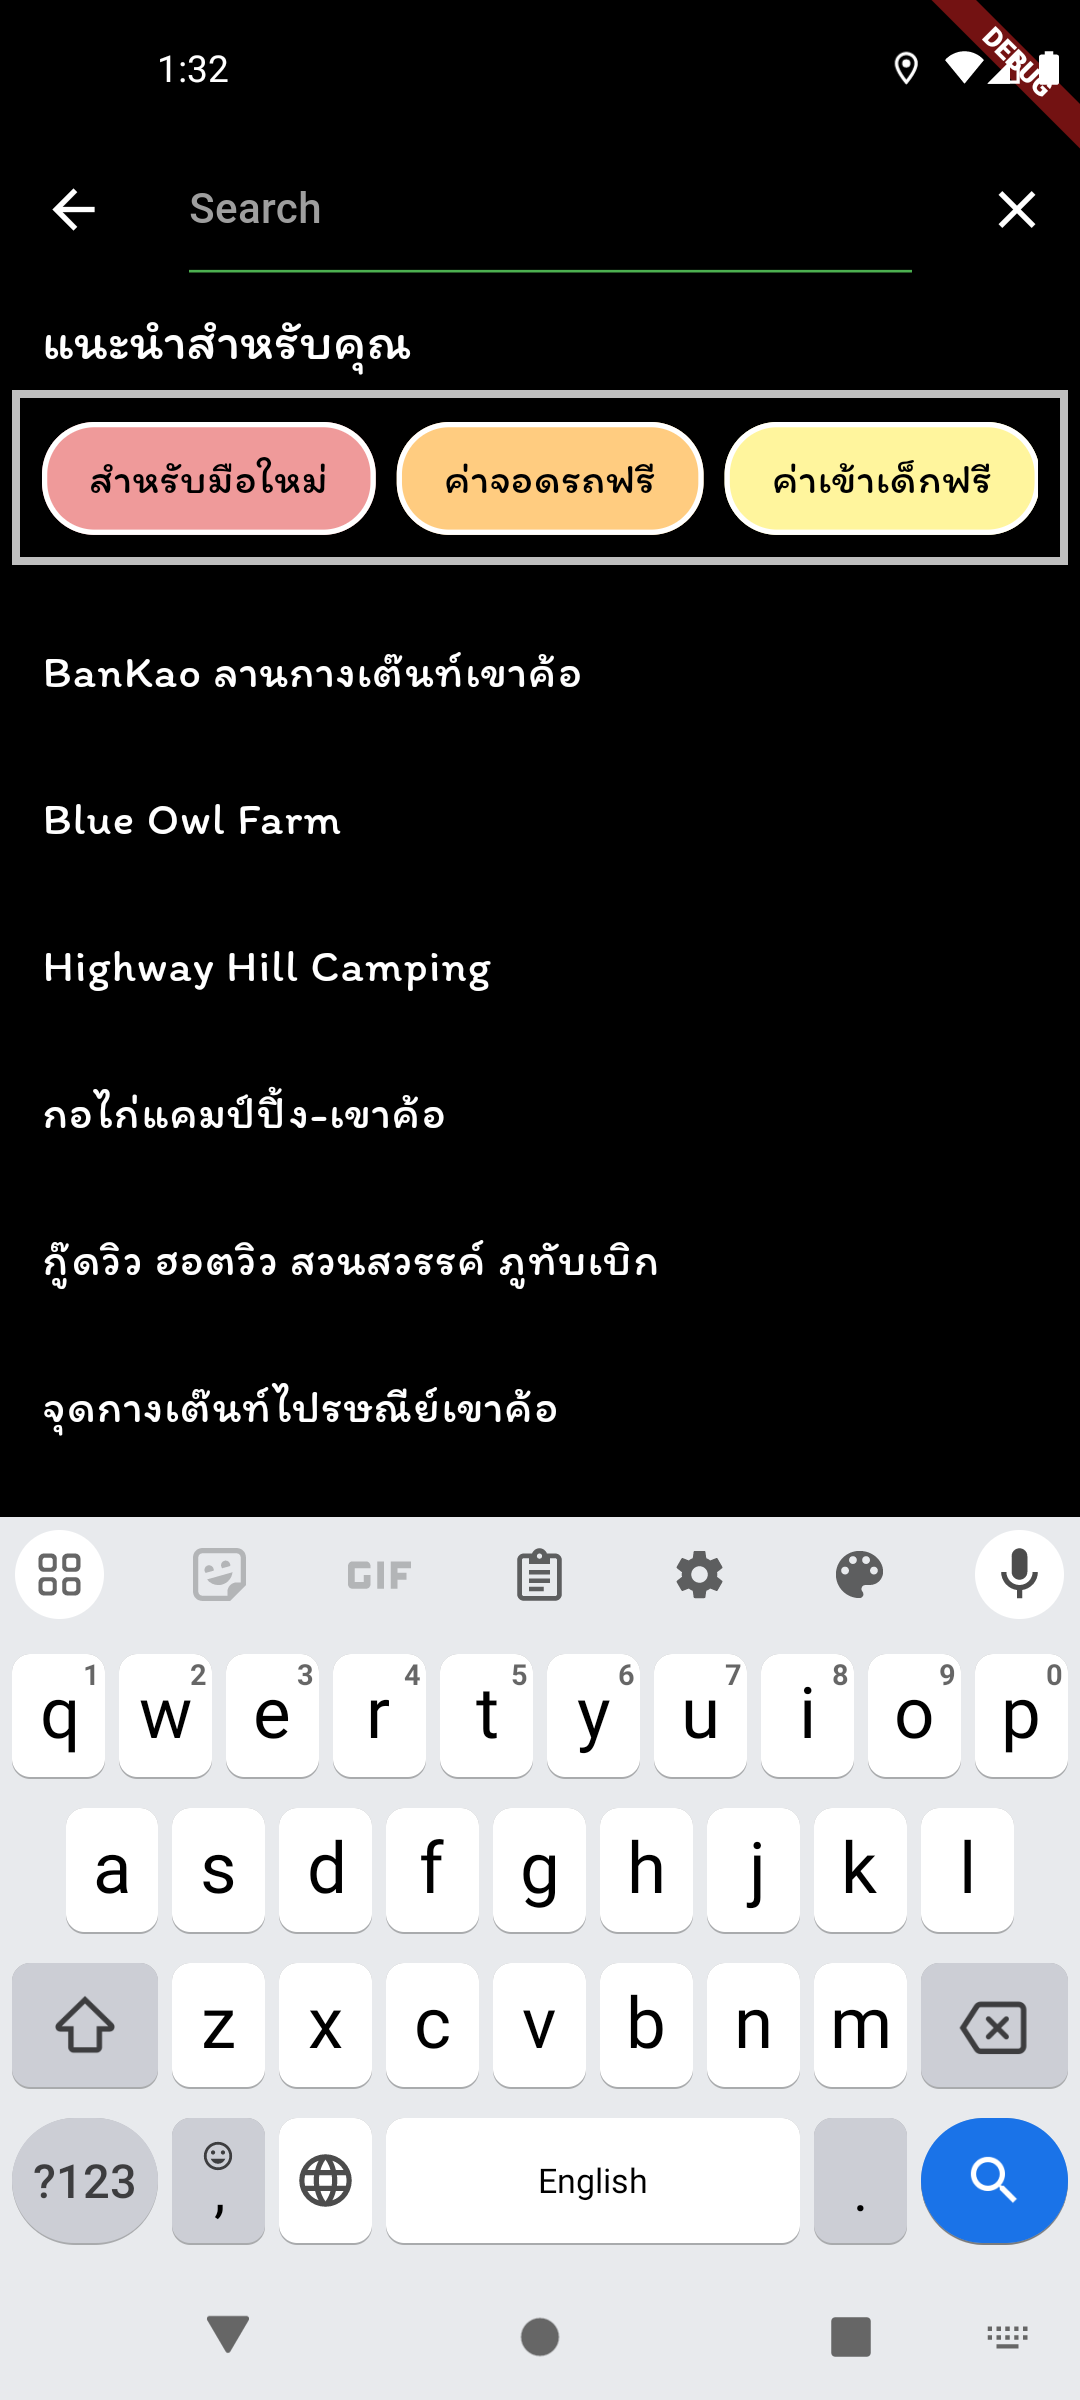 1:32
DEBUG
Search
แนะนำสำหรับคุณ
สำหรับมือใหม่ ค่าจอดรถฟรี ค่าเข้าเด็กฟรี
BanKao ลานกางเต๊นท์เขาค้อ
Blue Owl Farm
Highway Hill Camping
กอไก่แคมป์ปิ้ง-เขาค้อ
กู๊ดวิว ฮอตวิว สวนสวรรค์ ภูทับเบิก
จุดกางเต๊นท์ไปรษณีย์เขาค้อ
GIF
1 2 3 4 5 6 7 8 9 0
q w e r t y u i o p
a s d f g h j k l
z x c v b n m
?123 , English .